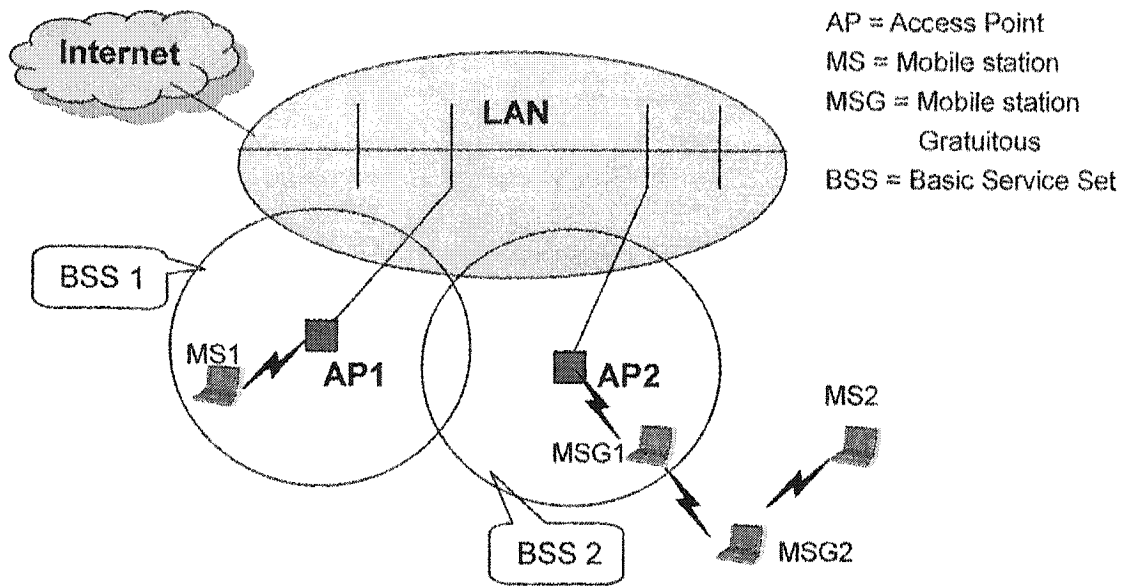 Internet
LAN
AP = Access Point
MS = Mobile station
MSG = Mobile station
Gratuitous
BSS = Basic Service Set
BSS 1
MS1
AP1
AP2
MSG1
MS2
MSG2
BSS 2